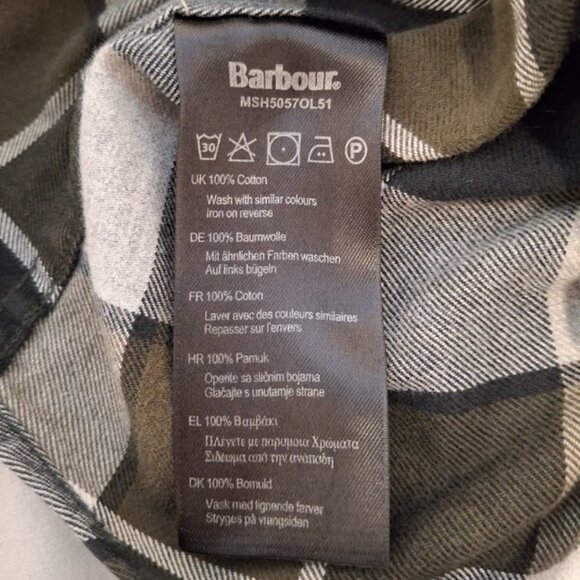 Barbour®
MSH5057OL51
30 P
UK 100% Cotton
Wash with similar colours
Iron on reverse
DE 100% Baumwolle
Mit ähnlichen Farben waschen
Auf links bügeln
FR 100% Coton
Laver avec des couleurs similaires
Repasser sur l'envers
HR 100% Pamuk
Operite sa sličnim bojama
Glačajte s unutarnje strane
EL 100% Βαμβάκι
Πλένετε με παρομοια Χρώματα
Σιδέωμα από την ανάποδη
DK 100% Bomuld
Vask med lignende farver
Stryges på vrangsiden